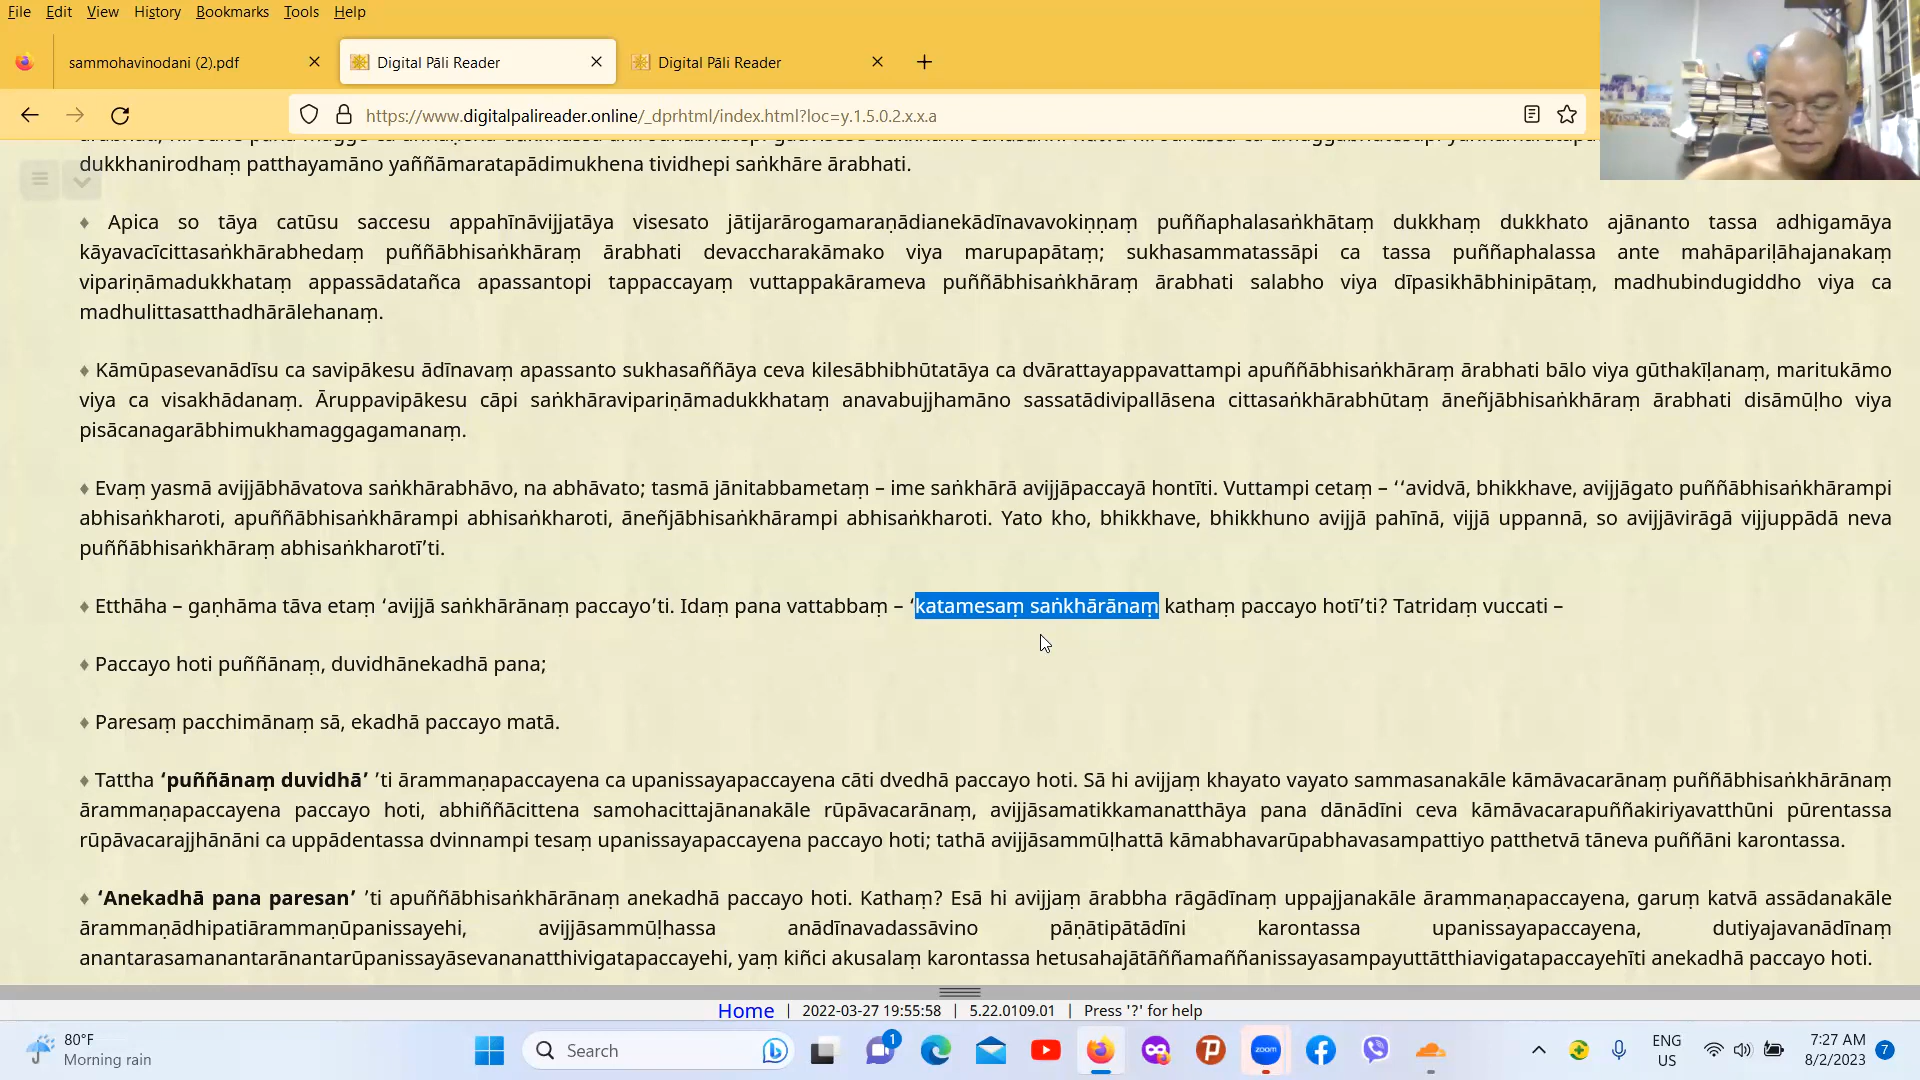 File Edit View History Bookmarks Tools Help
sammohavinodani (2).pdf Digital Pāli Reader Digital Pāli Reader
https://www.digitalpalireader.online/_dprhtml/index.html?loc=y.1.5.0.2.x.x.a
dukkhanirodhaṃ patthayamāno yaññāmaratapādimukhena tividhepi saṅkhāre ārabhati.
♦ Apica so tāya catūsu saccesu appahīnāvijjatāya visesato jātijarārogamaraṇādianekādīnavavokiṇṇaṃ puññaphalasaṅkhātaṃ dukkhaṃ dukkhato ajānanto tassa adhigamāya
kāyavacīcittasaṅkhārabhedaṃ puññābhisaṅkhāraṃ ārabhati devaccharakāmako viya marupapātaṃ; sukhasammatassāpi ca tassa puññaphalassa ante mahāpariḷāhajanakaṃ
vipariṇāmadukkhataṃ appassādatañca apassantopi tappaccayaṃ vuttappakārameva puññābhisaṅkhāraṃ ārabhati salabho viya dīpasikhābhinipātaṃ, madhubindugiddho viya ca
madhulittasatthadhārālehanaṃ.
♦ Kāmūpasevanādīsu ca savipākesu ādīnavaṃ apassanto sukhasaññāya ceva kilesābhibhūtatāya ca dvārattayappavattampi apuññābhisaṅkhāraṃ ārabhati bālo viya gūthakīḷanaṃ, maritukāmo
viya ca visakhādanaṃ. Āruppavipākesu cāpi saṅkhāravipariṇāmadukkhataṃ anavabujjhamāno sassatādivipallāsena cittasaṅkhārabhūtaṃ āneñjābhisaṅkhāraṃ ārabhati disāmūḷho viya
pisācanagarābhimukhamaggagamanaṃ.
♦ Evaṃ yasmā avijjābhāvatova saṅkhārabhāvo, na abhāvato; tasmā jānitabbametaṃ – ime saṅkhārā avijjāpaccayā hontīti. Vuttampi cetaṃ – ‘‘avidvā, bhikkhave, avijjāgato puññābhisaṅkhārampi
abhisaṅkharoti, apuññābhisaṅkhārampi abhisaṅkharoti, āneñjābhisaṅkhārampi abhisaṅkharoti. Yato kho, bhikkhave, bhikkhuno avijjā pahīnā, vijjā uppannā, so avijjāvirāgā vijjuppādā neva
puññābhisaṅkhāraṃ abhisaṅkharotī’ti.
♦ Etthāha – gaṇhāma tāva etaṃ ‘avijjā saṅkhārānaṃ paccayo’ti. Idaṃ pana vattabbaṃ – ‘katamesaṃ saṅkhārānaṃ kathaṃ paccayo hotī’ti? Tatridaṃ vuccati –
♦ Paccayo hoti puññānaṃ, duvidhānekadhā pana;
♦ Paresaṃ pacchimānaṃ sā, ekadhā paccayo matā.
♦ Tattha ‘puññānaṃ duvidhā’ ’ti ārammaṇapaccayena ca upanissayapaccayena cāti dvedhā paccayo hoti. Sā hi avijjaṃ khayato vayato sammasanakāle kāmāvacarānaṃ puññābhisaṅkhārānaṃ
ārammaṇapaccayena paccayo hoti, abhiññācittena samohacittajānanakāle rūpāvacarānaṃ, avijjāsamatikkamanatthāya pana dānādīni ceva kāmāvacarapuññakiriyavatthūni pūrentassa
rūpāvacarajjhānāni ca uppādentassa dvinnampi tesaṃ upanissayapaccayena paccayo hoti; tathā avijjāsammūḷhattā kāmabhavarūpabhavasampattiyo patthetvā tāneva puññāni karontassa.
♦ ‘Anekadhā pana paresan’ ’ti apuññābhisaṅkhārānaṃ anekadhā paccayo hoti. Kathaṃ? Esā hi avijjaṃ ārabbha rāgādīnaṃ uppajjanakāle ārammaṇapaccayena, garuṃ katvā assādanakāle
ārammaṇādhipatiārammaṇūpanissayehi, avijjāsammūḷhassa anādīnavadassāvino pāṇātipātādīni karontassa upanissayapaccayena, dutiyajavanādīnaṃ
anantarasamanantarānantarūpanissayāsevananatthivigatapaccayehi, yaṃ kiñci akusalaṃ karontassa hetusahajātāññamaññanissayasampayuttātthiavigatapaccayehīti anekadhā paccayo hoti.
Home | 2022-03-27 19:55:58 | 5.22.0109.01 | Press '?' for help
80°F
Morning rain
Search
1
zoom
ENG
US
7:27 AM
8/2/2023
7